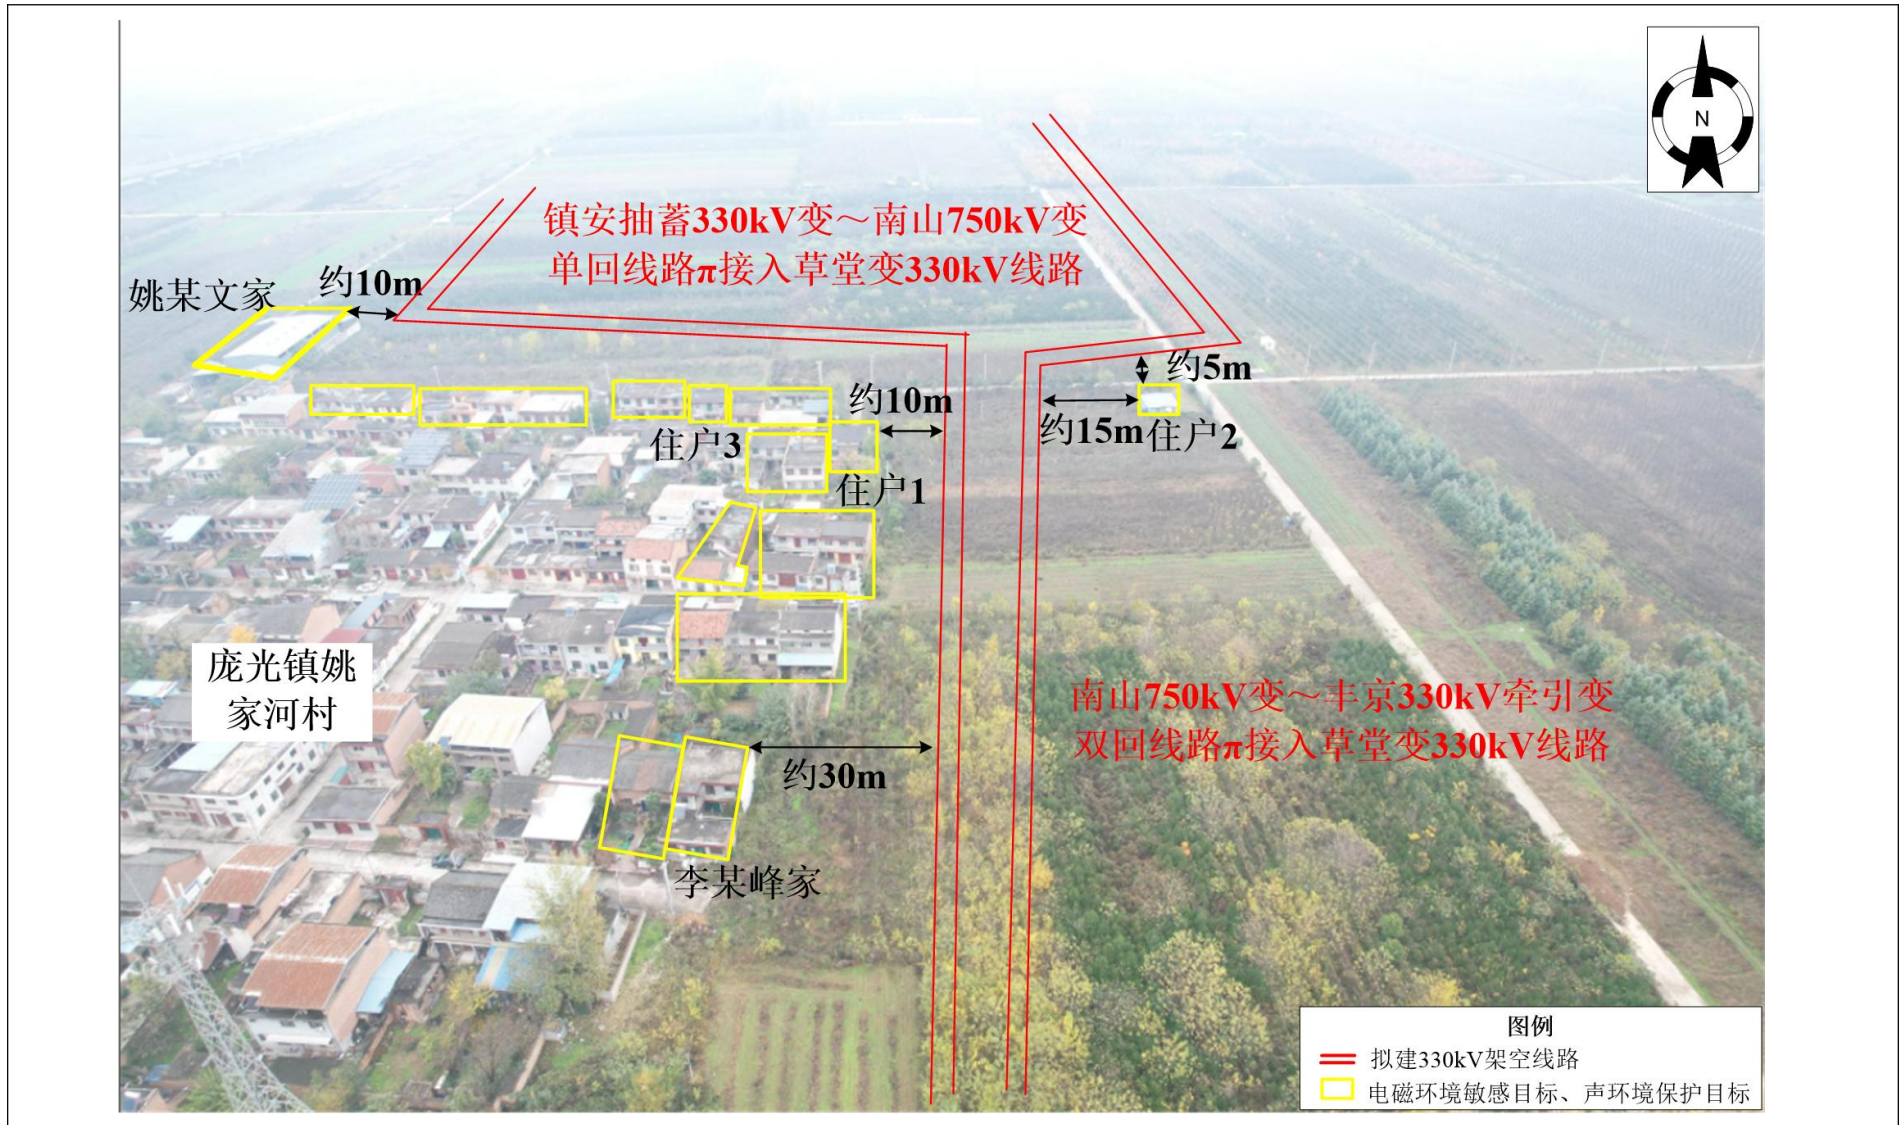 N
镇安抽蓄330kV变～南山750kV变
单回线路π接入草堂变330kV线路
姚某文家
约10m
约5m
约10m
约15m
住户2
住户3
住户1
庞光镇姚
家河村
南山750kV变～丰京330kV牵引变
双回线路π接入草堂变330kV线路
约30m
李某峰家
图例
拟建330kV架空线路
电磁环境敏感目标、声环境保护目标